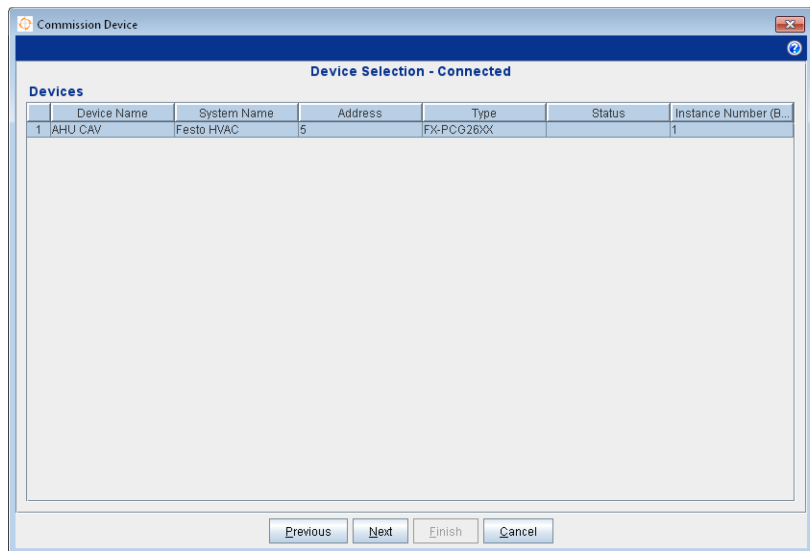 Commission Device
Device Selection - Connected
Devices
Device Name System Name Address Type Status Instance Number (B...
1 AHU CAV Festo HVAC 5 FX-PCG26XX 1
Previous Next Finish Cancel